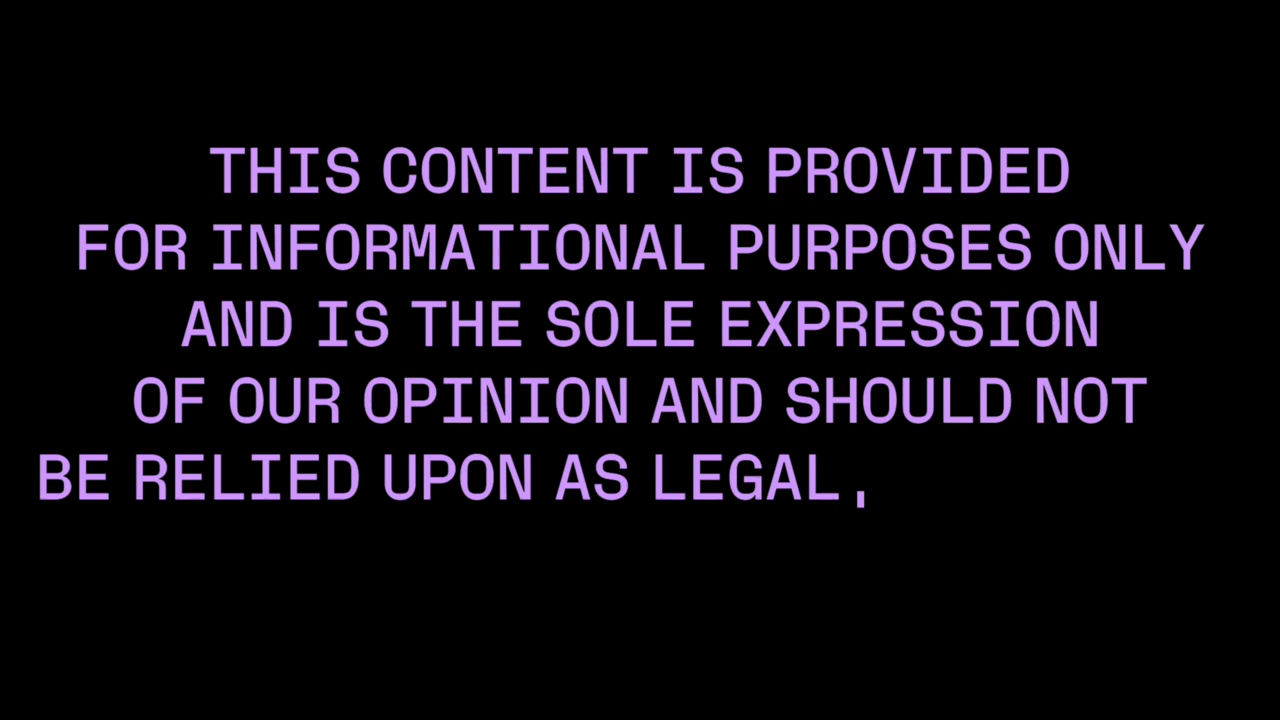 THIS CONTENT IS PROVIDED
FOR INFORMATIONAL PURPOSES ONLY
AND IS THE SOLE EXPRESSION
OF OUR OPINION AND SHOULD NOT
BE RELIED UPON AS LEGAL,